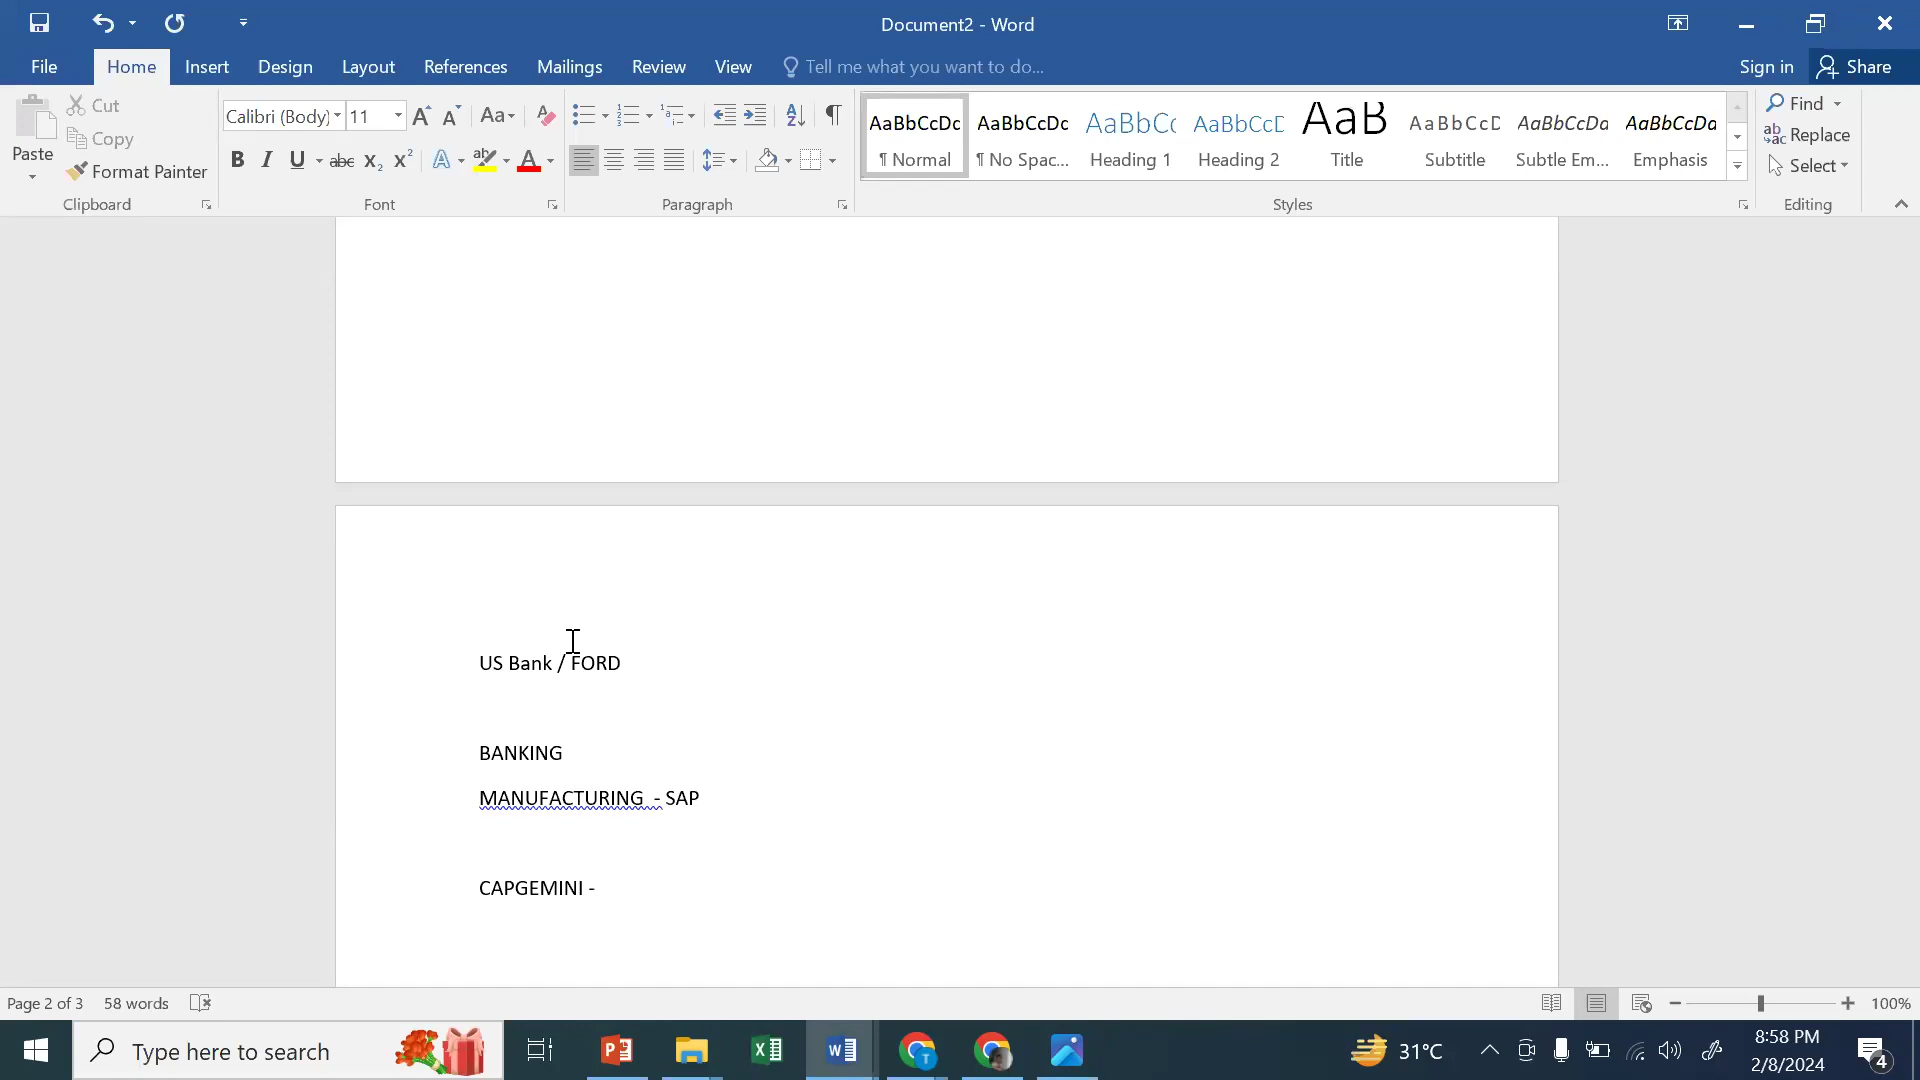 Document2 - Word
File Home Insert Design Layout References Mailings Review View Tell me what you want to do... Sign in Share
Paste
Cut
Copy
Format Painter
Clipboard
Calibri (Body) 11
Font
Paragraph
AaBbCcDc AaBbCcDc AaBbCc AaBbCcD AaB AaBbCcD AaBbCcDa AaBbCcDa
¶ Normal ¶ No Spac... Heading 1 Heading 2 Title Subtitle Subtle Em... Emphasis
Styles
Find
Replace
Select
Editing
US Bank / FORD
BANKING
MANUFACTURING - SAP
CAPGEMINI -
Page 2 of 3 58 words 100%
Type here to search
31°C
8:58 PM
2/8/2024
4